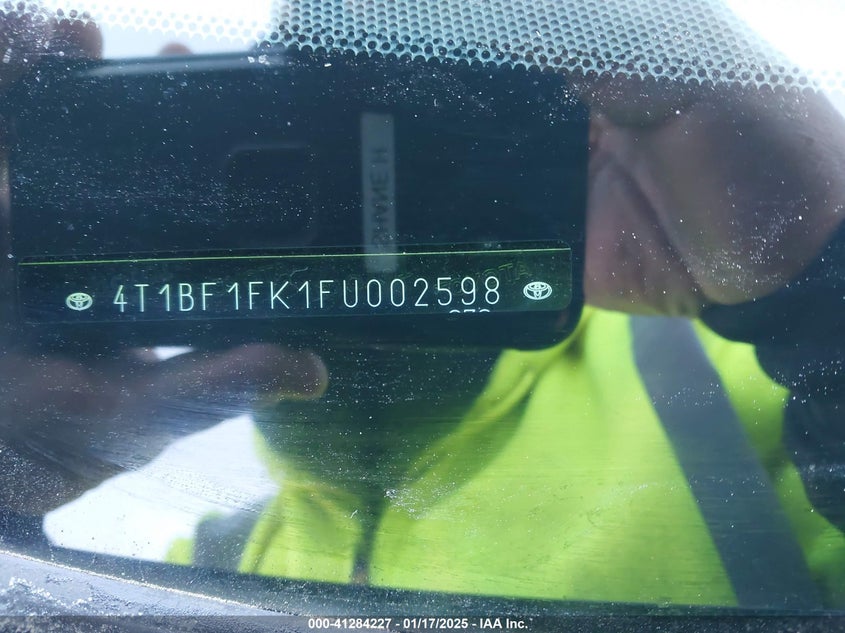 4T1BF1FK1FU002598
000-41284227 - 01/17/2025 - IAA Inc.